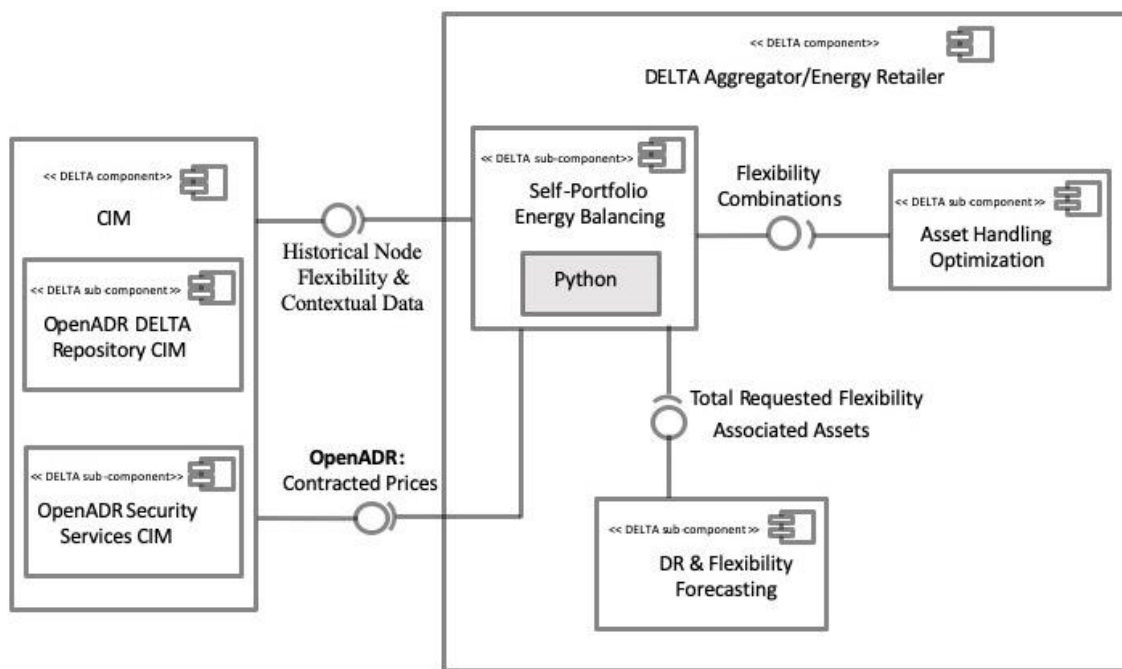 << DELTA component>>
DELTA Aggregator/Energy Retailer
<< DELTA component>>
CIM
<< DELTA sub-component>>
OpenADR DELTA
Repository CIM
<< DELTA sub-component>>
OpenADR Security
Services CIM
Historical Node
Flexibility &
Contextual Data
OpenADR:
Contracted Prices
<< DELTA sub-component>>
Self-Portfolio
Energy Balancing
Python
Flexibility
Combinations
<< DELTA sub-component>>
Asset Handling
Optimization
Total Requested Flexibility
Associated Assets
<< DELTA sub-component >>
DR & Flexibility
Forecasting